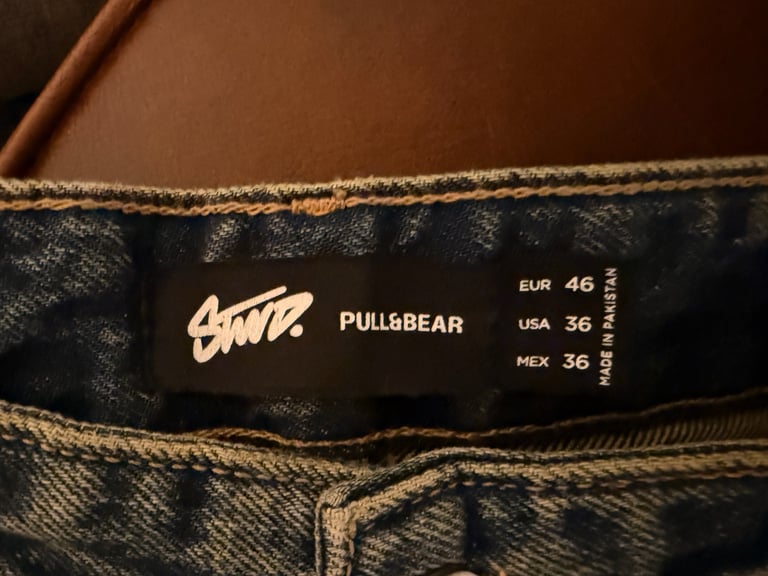 STWD.
PULL&BEAR
EUR 46
USA 36
MEX 36
MADE IN PAKISTAN